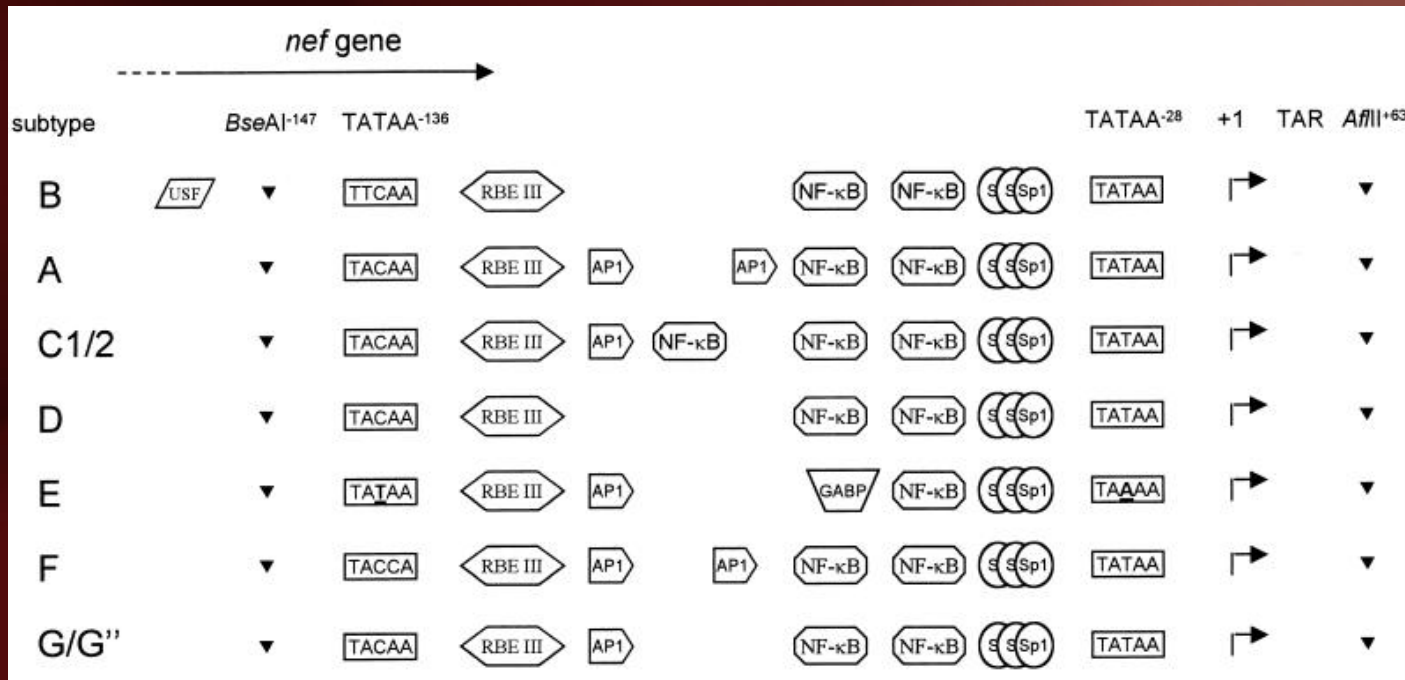 nef gene
subtype BseAI-147 TATAA-136 TATAA-28 +1 TAR AflII+63
B USF TTCAA RBE III NF-κB NF-κB S S Sp1 TATAA
A TACAA RBE III AP1 AP1 NF-κB NF-κB S S Sp1 TATAA
C1/2 TACAA RBE III AP1 NF-κB NF-κB NF-κB S S Sp1 TATAA
D TACAA RBE III NF-κB NF-κB S S Sp1 TATAA
E TATAA RBE III AP1 GABP NF-κB S S Sp1 TAAAA
F TACCA RBE III AP1 AP1 NF-κB NF-κB S S Sp1 TATAA
G/G'' TACAA RBE III AP1 NF-κB NF-κB S S Sp1 TATAA